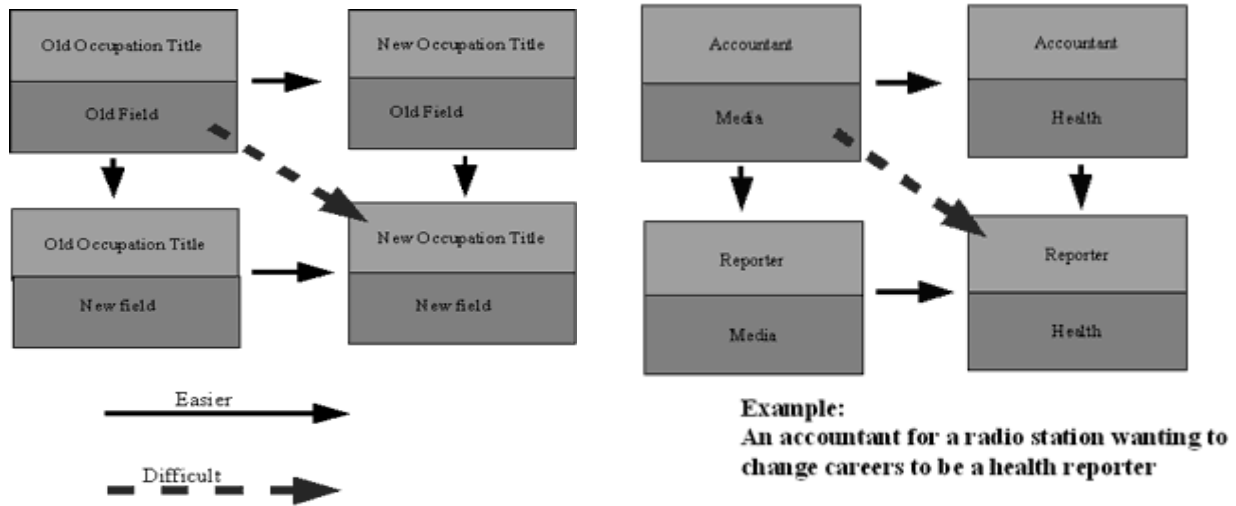 Old Occupation Title
Old Field
New Occupation Title
Old Field
Old Occupation Title
New field
New Occupation Title
New field
Easier
Difficult
Accountant
Media
Accountant
Health
Reporter
Media
Reporter
Health
Example:
An accountant for a radio station wanting to
change careers to be a health reporter